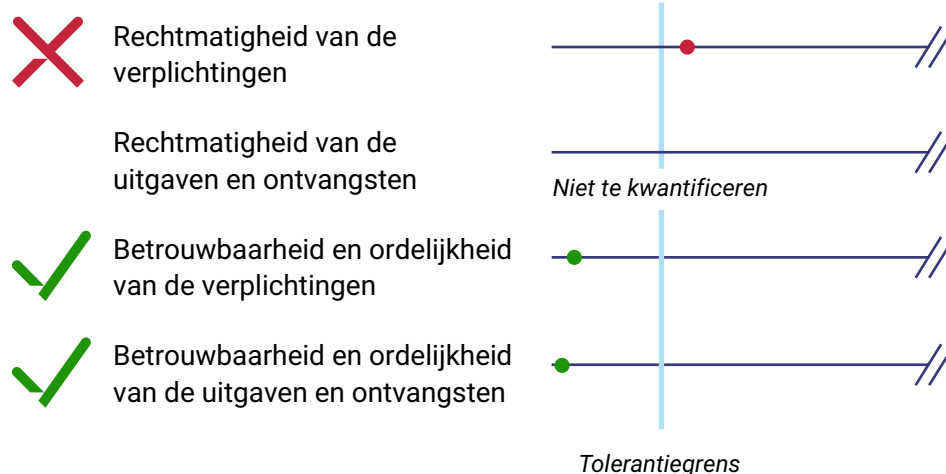 Rechtmatigheid van de
verplichtingen
Rechtmatigheid van de
uitgaven en ontvangsten
Niet te kwantificeren
Betrouwbaarheid en ordelijkheid
van de verplichtingen
Betrouwbaarheid en ordelijkheid
van de uitgaven en ontvangsten
Tolerantiegrens